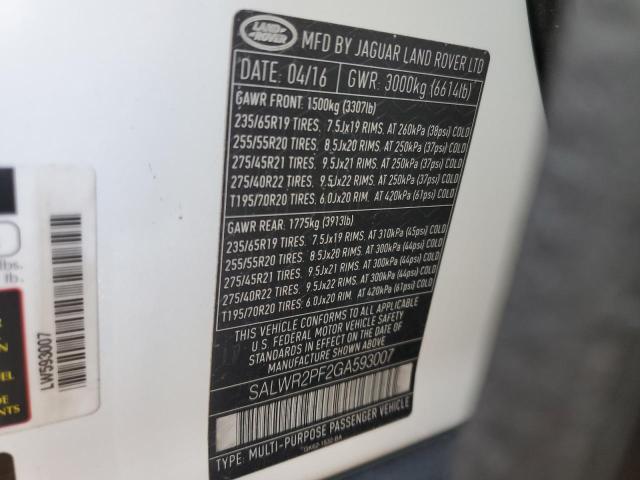 LAND ROVER
MFD BY JAGUAR LAND ROVER LTD
DATE: 04/16 GWR: 3000kg (6614lb)
GAWR FRONT: 1500kg (3307lb)
235/65R19 TIRES, 7.5Jx19 RIMS, AT 260kPa (38psi) COLD
255/55R20 TIRES, 8.5Jx20 RIMS, AT 250kPa (37psi) COLD
275/45R21 TIRES, 9.5Jx21 RIMS, AT 250kPa (37psi) COLD
275/40R22 TIRES, 9.5Jx22 RIMS, AT 250kPa (37psi) COLD
T195/70R20 TIRES, 6.0Jx20 RIM, AT 420kPa (61psi) COLD
GAWR REAR: 1775kg (3913lb)
235/65R19 TIRES, 7.5Jx19 RIMS, AT 310kPa (45psi) COLD
255/55R20 TIRES, 8.5Jx20 RIMS, AT 300kPa (44psi) COLD
275/45R21 TIRES, 9.5Jx21 RIMS, AT 300kPa (44psi) COLD
275/40R22 TIRES, 9.5Jx22 RIMS, AT 300kPa (44psi) COLD
T195/70R20 TIRES, 6.0Jx20 RIM, AT 420kPa (61psi) COLD
THIS VEHICLE CONFORMS TO ALL APPLICABLE
U.S. FEDERAL MOTOR VEHICLE SAFETY
STANDARDS IN EFFECT ON THE DATE OF
MANUFACTURE SHOWN ABOVE
SALWR2PF2GA593007
TYPE: MULTI-PURPOSE PASSENGER VEHICLE
LW593007
lbs.
lb.